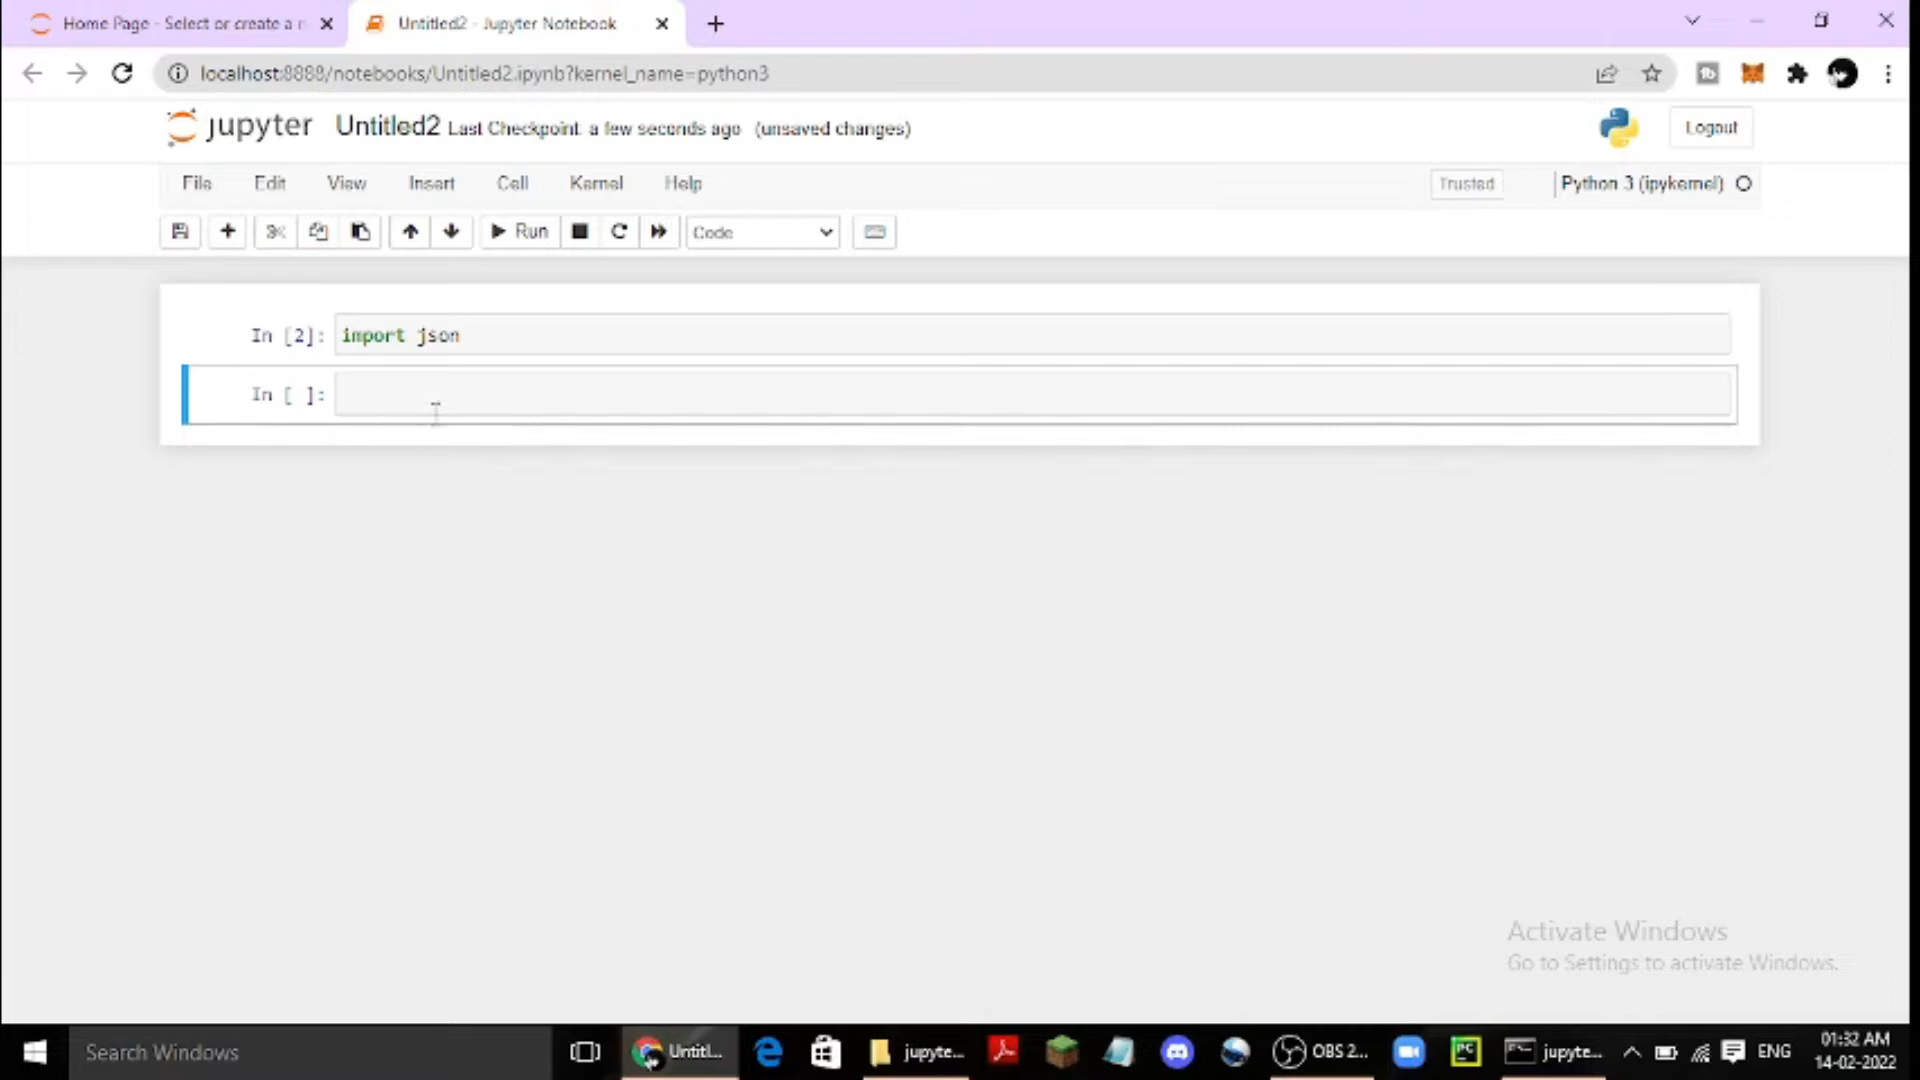 Home Page - Select or create a n
Untitled2 - Jupyter Notebook
localhost:8888/notebooks/Untitled2.ipynb?kernel_name=python3
jupyter Untitled2 Last Checkpoint: a few seconds ago (unsaved changes)
Logout
File Edit View Insert Cell Kernel Help
Trusted
Python 3 (ipykernel)
Run
Code
In [2]: import json
In [ ]:
Activate Windows
Go to Settings to activate Windows.
Search Windows
Untitl...
jupyte...
OBS 2...
jupyte...
ENG
01:32 AM
14-02-2022